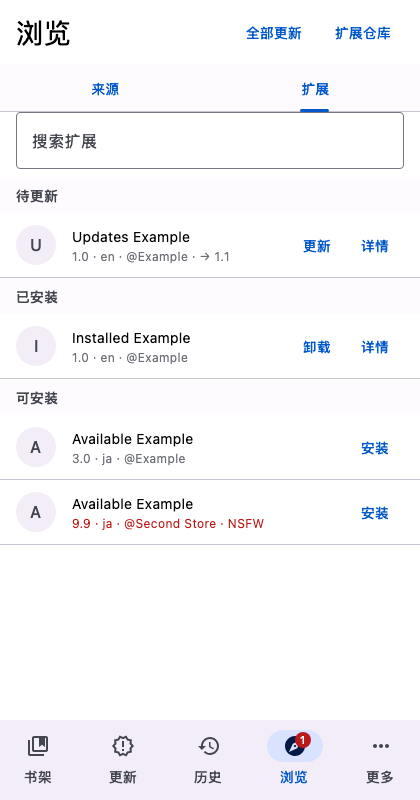 浏览
全部更新
扩展仓库
来源
扩展
搜索扩展
待更新
U
Updates Example
1.0 · en · @Example · → 1.1
更新
详情
已安装
I
Installed Example
1.0 · en · @Example
卸载
详情
可安装
A
Available Example
3.0 · ja · @Example
安装
A
Available Example
9.9 · ja · @Second Store · NSFW
安装
1
书架
更新
历史
浏览
更多